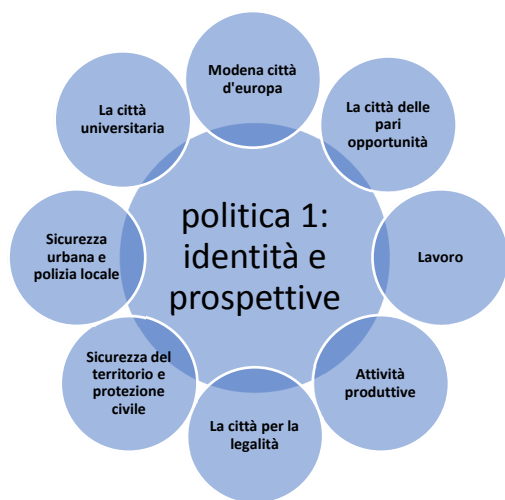 Modena città
d'europa
La città delle
pari
opportunità
Lavoro
Attività
produttive
La città per la
legalità
Sicurezza del
territorio e
protezione
civile
Sicurezza
urbana e
polizia locale
La città
universitaria
politica 1:
identità e
prospettive